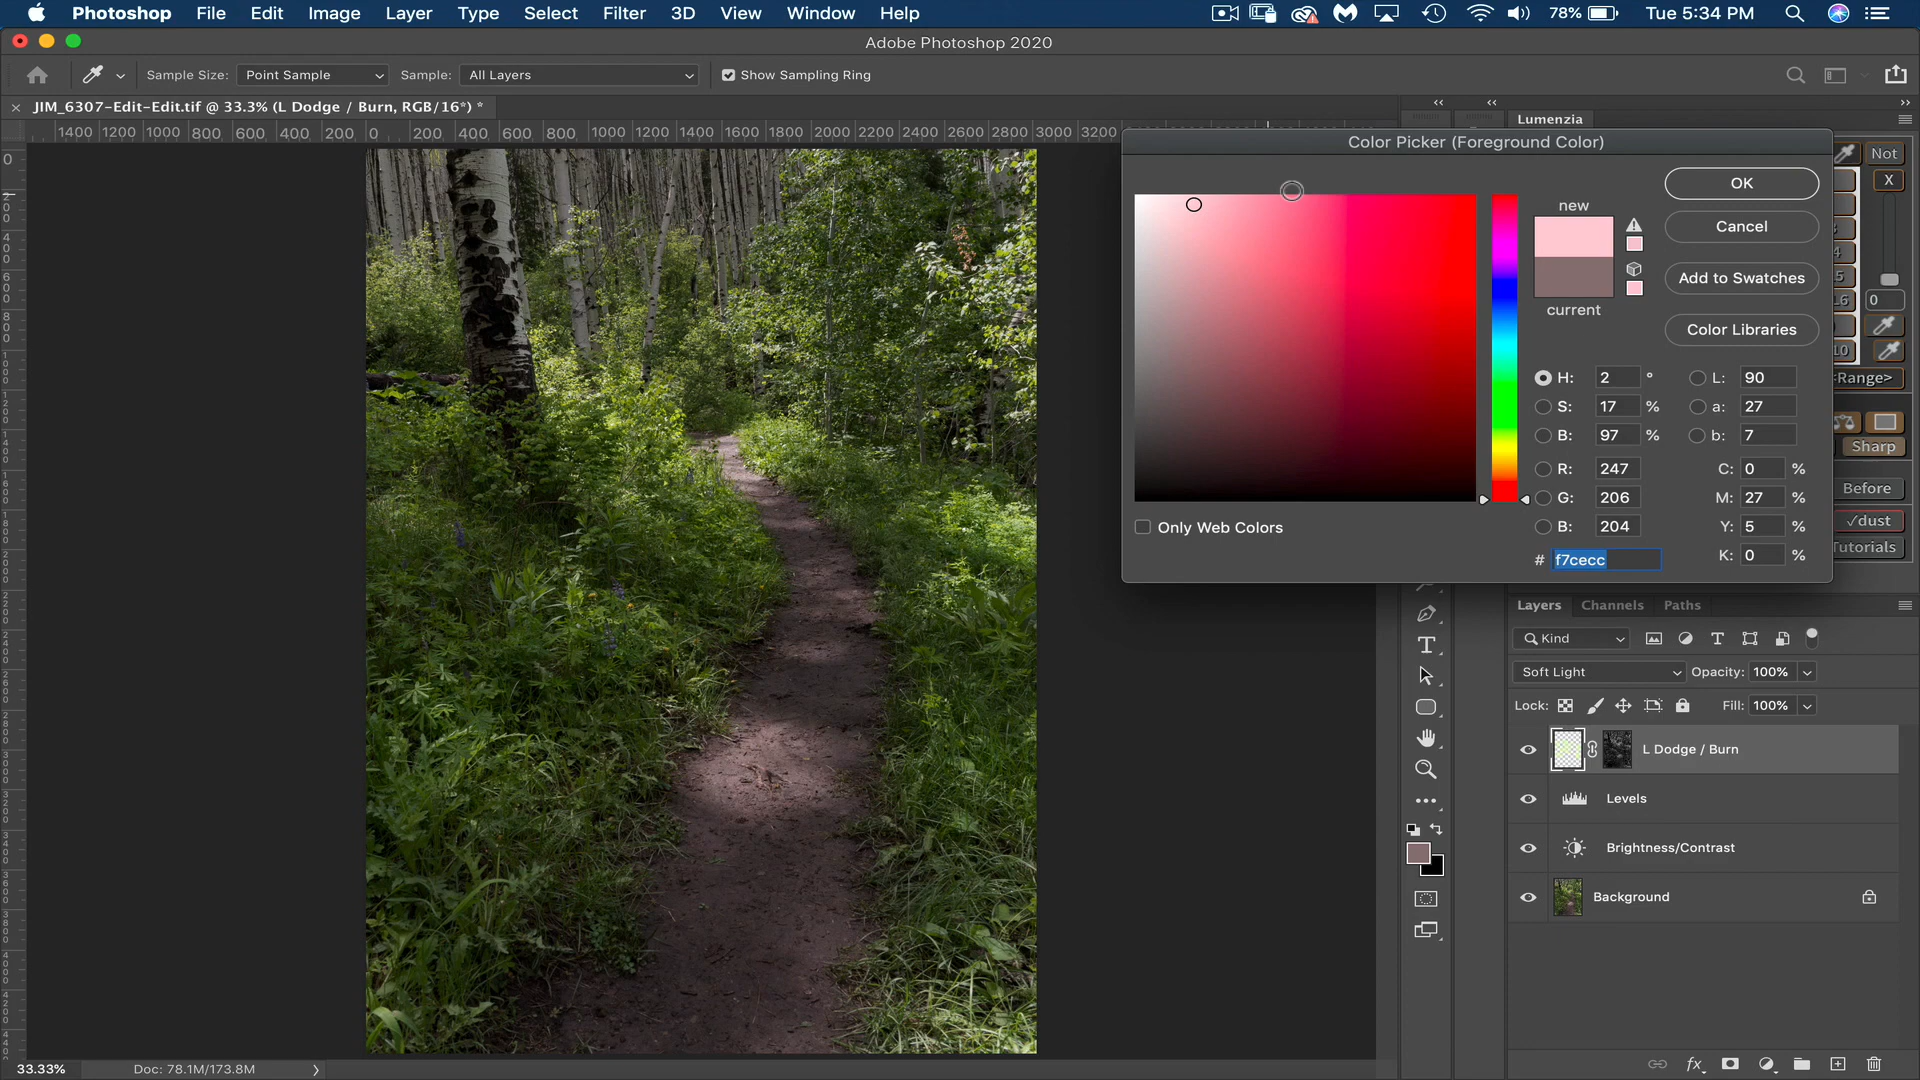 Photoshop File Edit Image Layer Type Select Filter 3D View Window Help 78% Tue 5:34 PM
Adobe Photoshop 2020
Sample Size: Point Sample Sample: All Layers Show Sampling Ring
× JIM_6307-Edit-Edit.tif @ 33.3% (L Dodge / Burn, RGB/16*) *
Lumenzia
1400 1200 1000 800 600 400 200 0 200 400 600 800 1000 1200 1400 1600 1800 2000 2200 2400 2600 2800 3000 3200
Color Picker (Foreground Color)
Not
X
OK
new
Cancel
Add to Swatches
current
0
Color Libraries
H: 2 ° L: 90
<Range>
S: 17 % a: 27
B: 97 % b: 7
Sharp
R: 247 C: 0 %
G: 206 M: 27 %
Before
Only Web Colors
B: 204 Y: 5 %
√dust
# f7cecc K: 0 %
Tutorials
Layers Channels Paths
Kind
Soft Light Opacity: 100%
Lock: Fill: 100%
L Dodge / Burn
Levels
Brightness/Contrast
Background
33.33% Doc: 78.1M/173.8M
fx